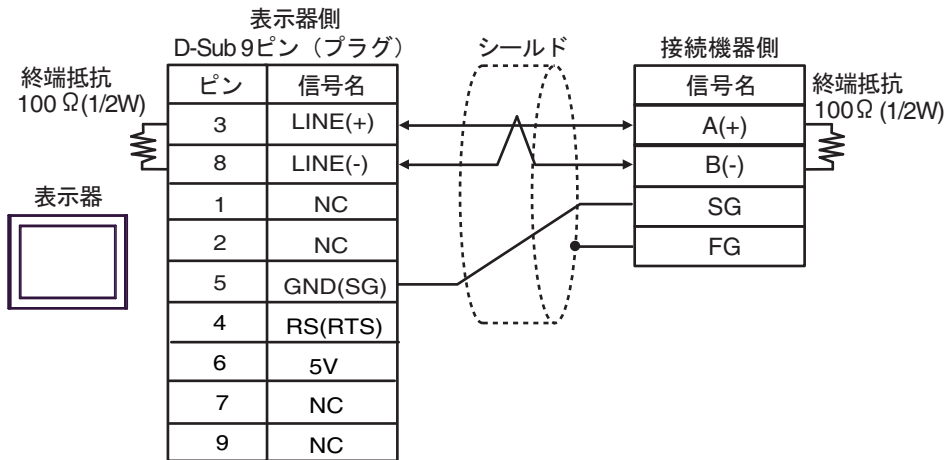 表示器側
D-Sub 9ピン（プラグ）
シールド
接続機器側
終端抵抗
100 Ω(1/2W)
ピン 信号名
信号名
終端抵抗
100Ω (1/2W)
3 LINE(+)
A(+)
8 LINE(-)
B(-)
表示器
1 NC
SG
2 NC
FG
5 GND(SG)
4 RS(RTS)
6 5V
7 NC
9 NC